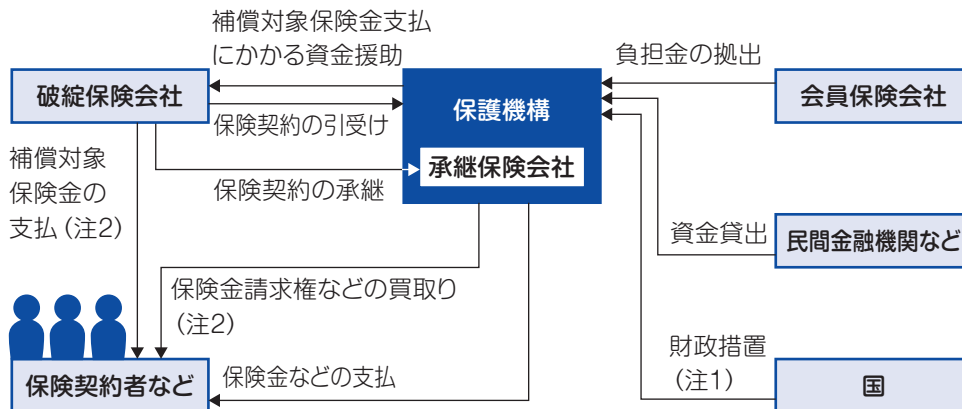 補償対象保険金支払
にかかる資金援助
負担金の拠出
破綻保険会社
保護機構
会員保険会社
保険契約の引受け
承継保険会社
補償対象
保険金の
支払(注2)
保険契約の承継
資金貸出
民間金融機関など
保険金請求権などの買取り
(注2)
財政措置
(注1)
保険契約者など
保険金などの支払
国